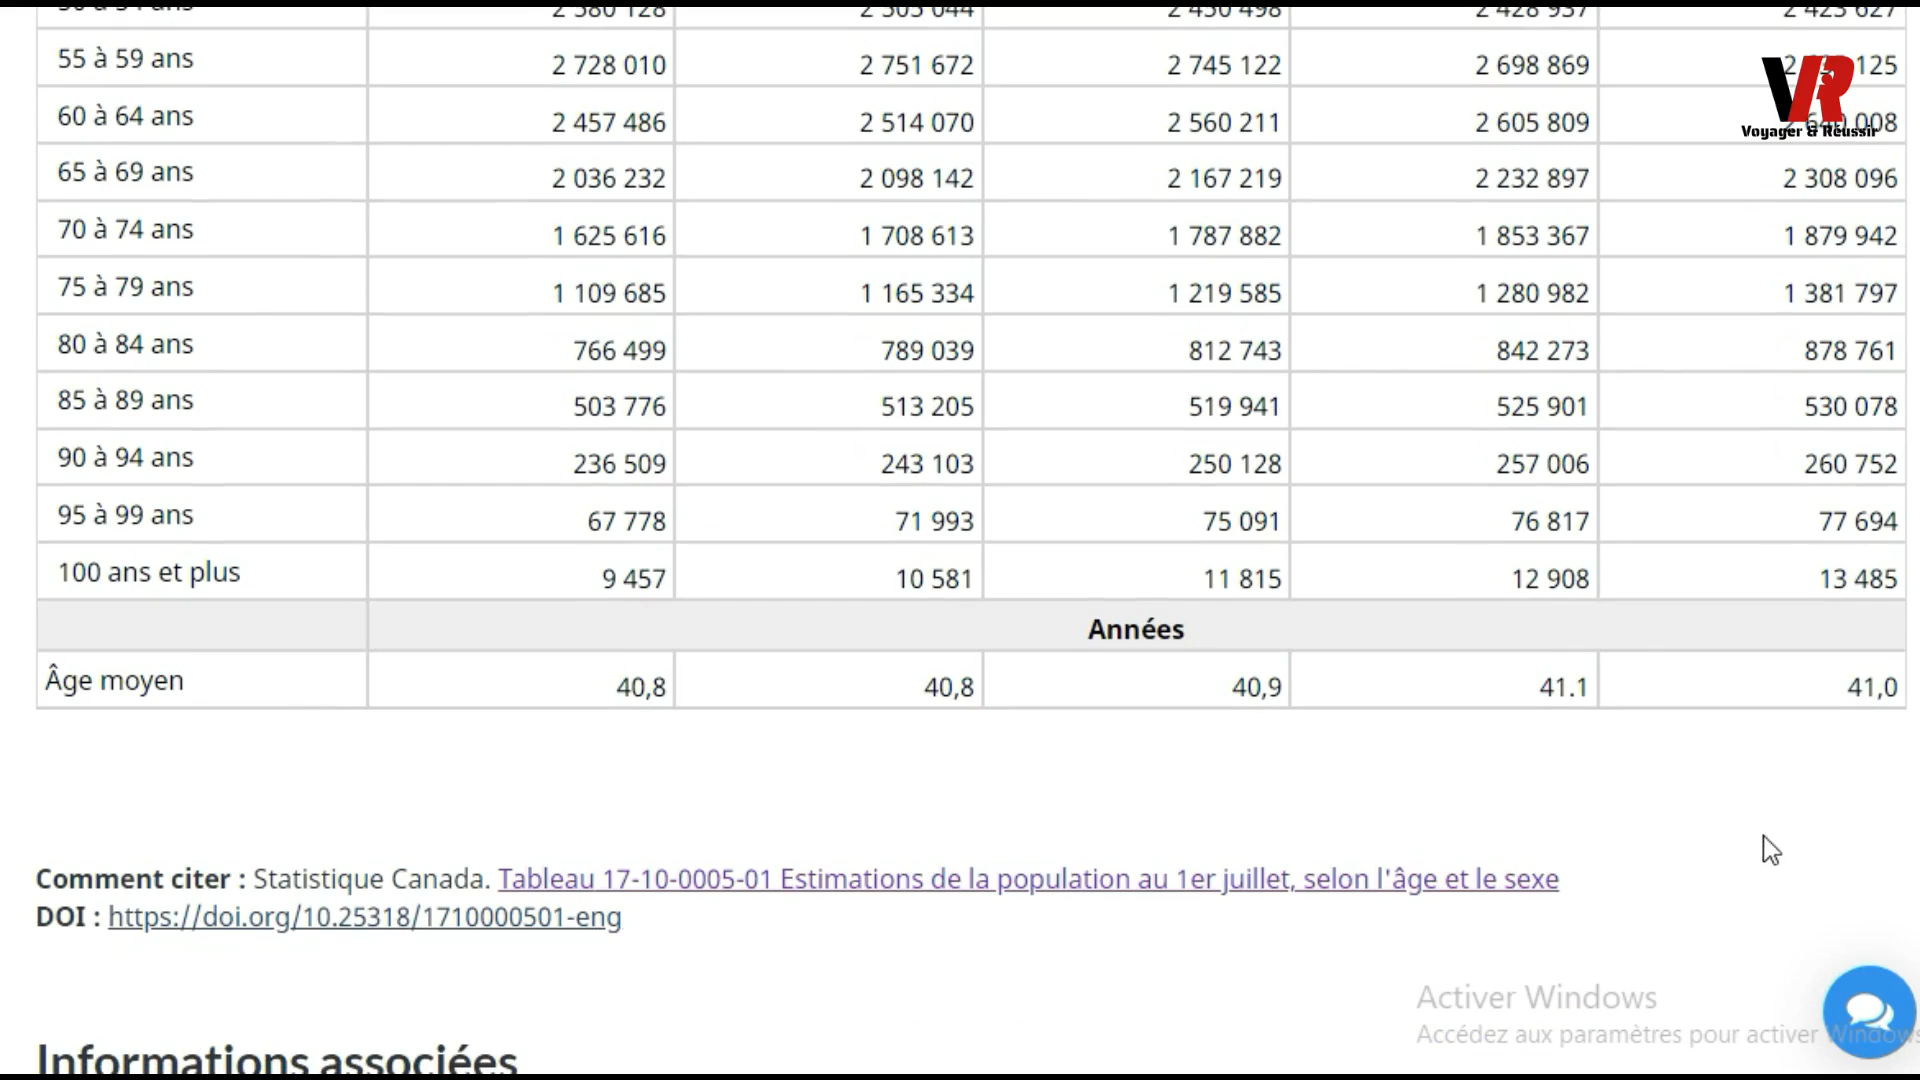 55 à 59 ans 2 728 010 2 751 672 2 745 122 2 698 869 125
60 à 64 ans 2 457 486 2 514 070 2 560 211 2 605 809 008
65 à 69 ans 2 036 232 2 098 142 2 167 219 2 232 897 2 308 096
70 à 74 ans 1 625 616 1 708 613 1 787 882 1 853 367 1 879 942
75 à 79 ans 1 109 685 1 165 334 1 219 585 1 280 982 1 381 797
80 à 84 ans 766 499 789 039 812 743 842 273 878 761
85 à 89 ans 503 776 513 205 519 941 525 901 530 078
90 à 94 ans 236 509 243 103 250 128 257 006 260 752
95 à 99 ans 67 778 71 993 75 091 76 817 77 694
100 ans et plus 9 457 10 581 11 815 12 908 13 485
Années
Âge moyen 40,8 40,8 40,9 41.1 41,0
VR
Voyager & Réussir
Comment citer : Statistique Canada. Tableau 17-10-0005-01 Estimations de la population au 1er juillet, selon l'âge et le sexe
DOI : https://doi.org/10.25318/1710000501-eng
Activer Windows
Accédez aux paramètres pour activer Windows
Informations associées